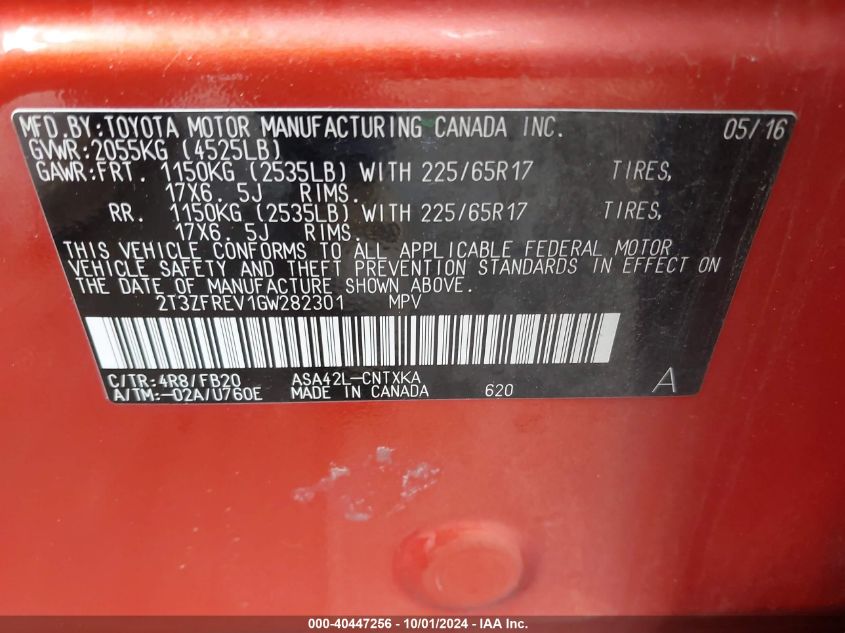 MFD.BY:TOYOTA MOTOR MANUFACTURING CANADA INC. 05/16
GVWR:2055KG (4525LB)
GAWR:FRT. 1150KG (2535LB) WITH 225/65R17 TIRES,
17X6. 5J RIMS.
RR. 1150KG (2535LB) WITH 225/65R17 TIRES,
17X6. 5J RIMS.
THIS VEHICLE CONFORMS TO ALL APPLICABLE FEDERAL MOTOR
VEHICLE SAFETY AND THEFT PREVENTION STANDARDS IN EFFECT ON
THE DATE OF MANUFACTURE SHOWN ABOVE.
2T3ZFREV1GW282301 MPV
C/TR:4R8/FB20 ASA42L-CNTXKA
A/TM:-02A/U760E MADE IN CANADA 620 A
000-40447256 - 10/01/2024 - IAA Inc.